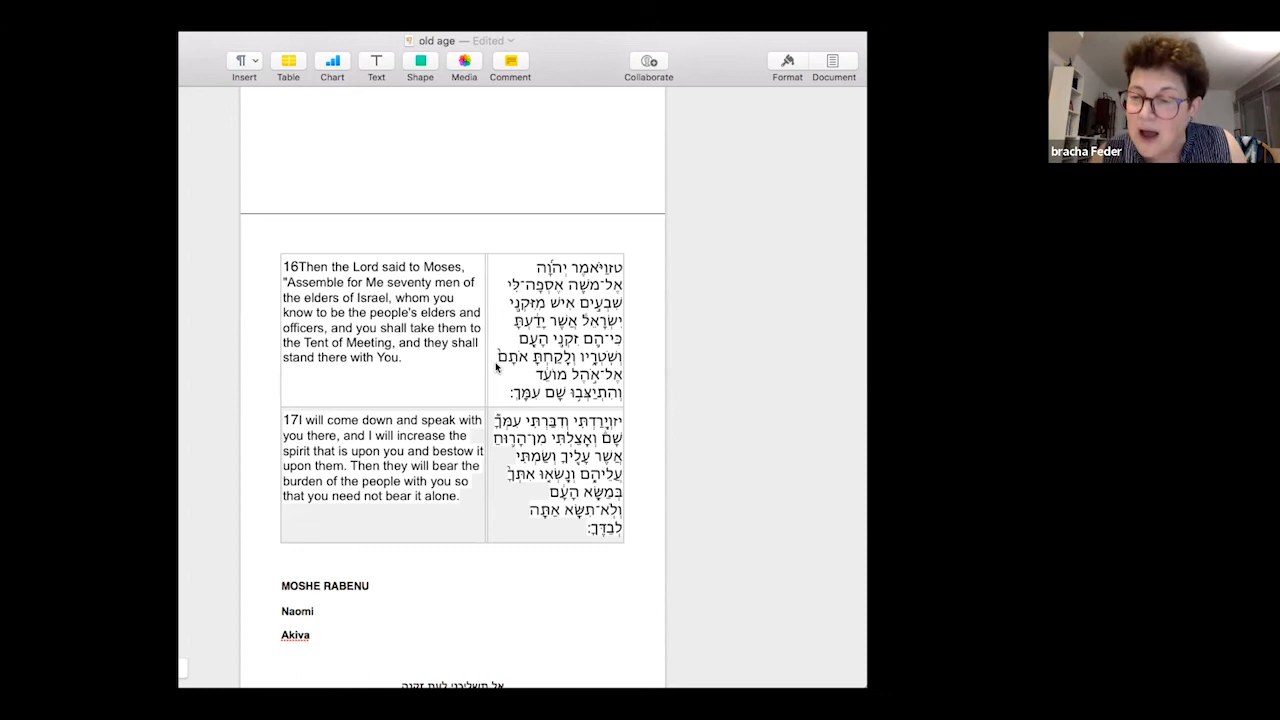 old age — Edited
Insert
Table
Chart
Text
Shape
Media
Comment
Collaborate
Format
Document
bracha Feder
16Then the Lord said to Moses,
"Assemble for Me seventy men of
the elders of Israel, whom you
know to be the people's elders and
officers, and you shall take them to
the Tent of Meeting, and they shall
stand there with You.
טזוַיֹּ֨אמֶר יְהֹוָ֜ה
אֶל־משֶׁ֗ה אֶסְפָה־לִּ֞י
שִׁבְעִ֣ים אִישׁ֘ מִזִּקְנֵ֣י
יִשְׂרָאֵל֒ אֲשֶׁ֣ר יָדַ֔עְתָּ
כִּי־הֵ֛ם זִקְנֵ֥י הָעָ֖ם
וְשֹֽׁטְרָ֑יו וְלָֽקַחְתָּ֤ אֹתָם֙
אֶל־אֹ֣הֶל מוֹעֵ֔ד
וְהִתְיַצְּב֥וּ שָׁ֖ם עִמָּֽךְ:
17I will come down and speak with
you there, and I will increase the
spirit that is upon you and bestow it
upon them. Then they will bear the
burden of the people with you so
that you need not bear it alone.
יזוְיָֽרַדְתִּ֗י וְדִבַּרְתִּ֣י עִמְּךָ֘
שָׁם֒ וְאָֽצַלְתִּ֗י מִן־הָר֛וּחַ
אֲשֶׁ֥ר עָלֶ֖יךָ וְשַׂמְתִּ֣י
עֲלֵיהֶ֑ם וְנָֽשְׂא֤וּ אִתְּךָ֙
בְּמַשָּׂ֣א הָעָ֔ם
וְלֹֽא־תִשָּׂ֥א אַתָּ֖ה
לְבַדֶּֽךָ:
MOSHE RABENU
Naomi
Akiva
אל תשליכני לעת זקנה